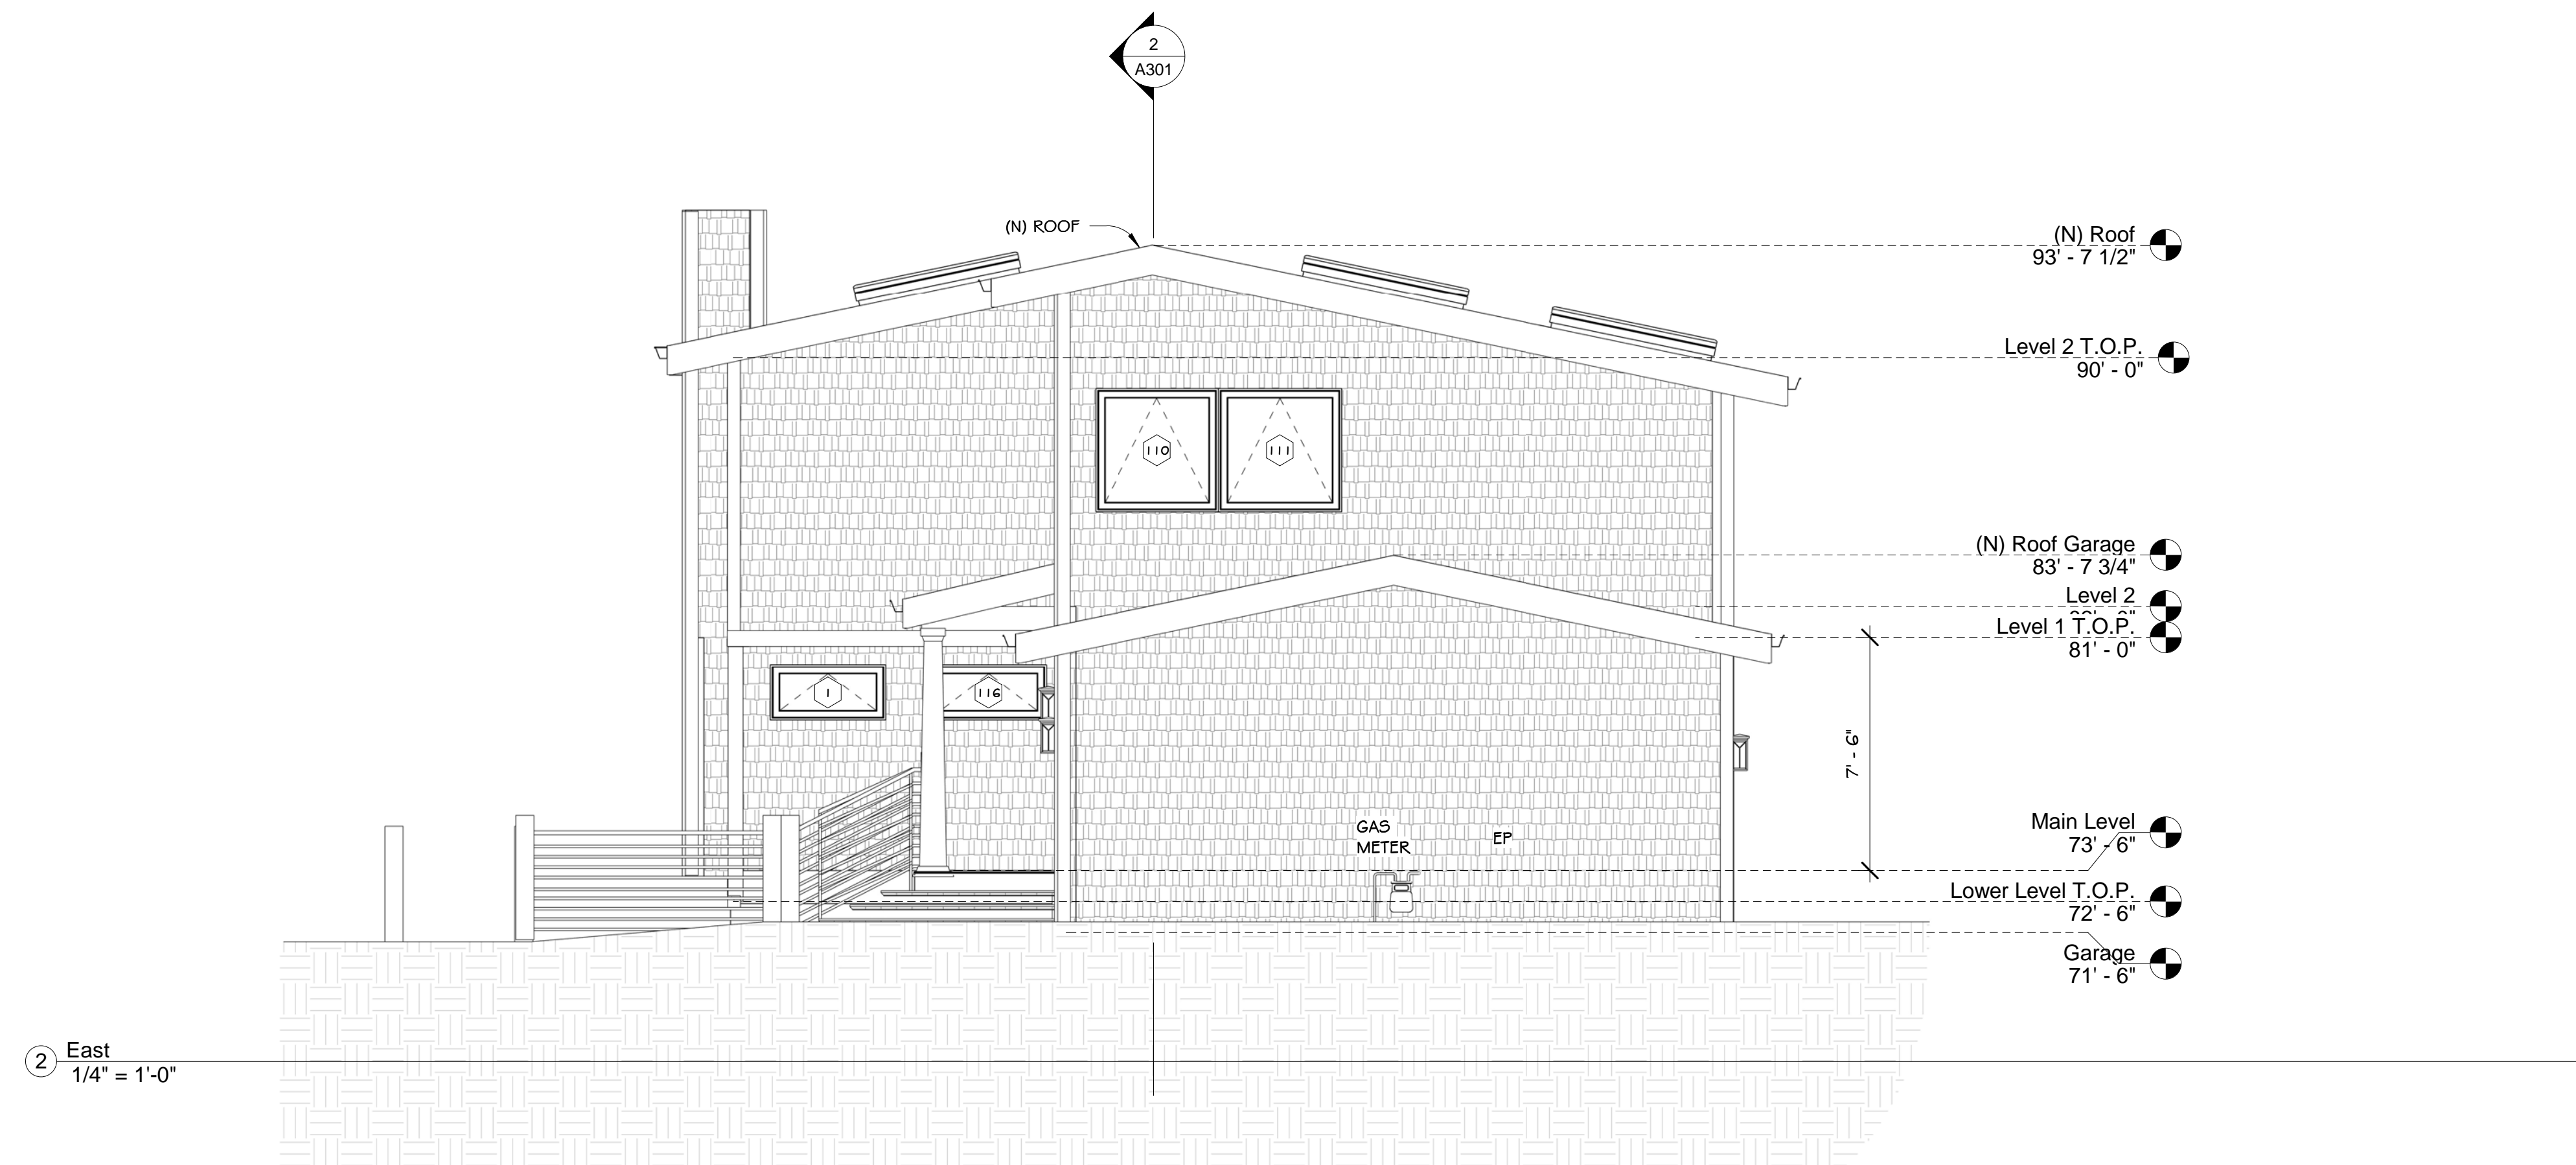 2
A301
(N) ROOF
(N) Roof
93' - 7 1/2"
Level 2 T.O.P.
90' - 0"
110
111
(N) Roof Garage
83' - 7 3/4"
Level 2
Level 1 T.O.P.
81' - 0"
1
116
7' - 6"
GAS
METER
EP
Main Level
73' - 6"
Lower Level T.O.P.
72' - 6"
Garage
71' - 6"
2
East
1/4" = 1'-0"